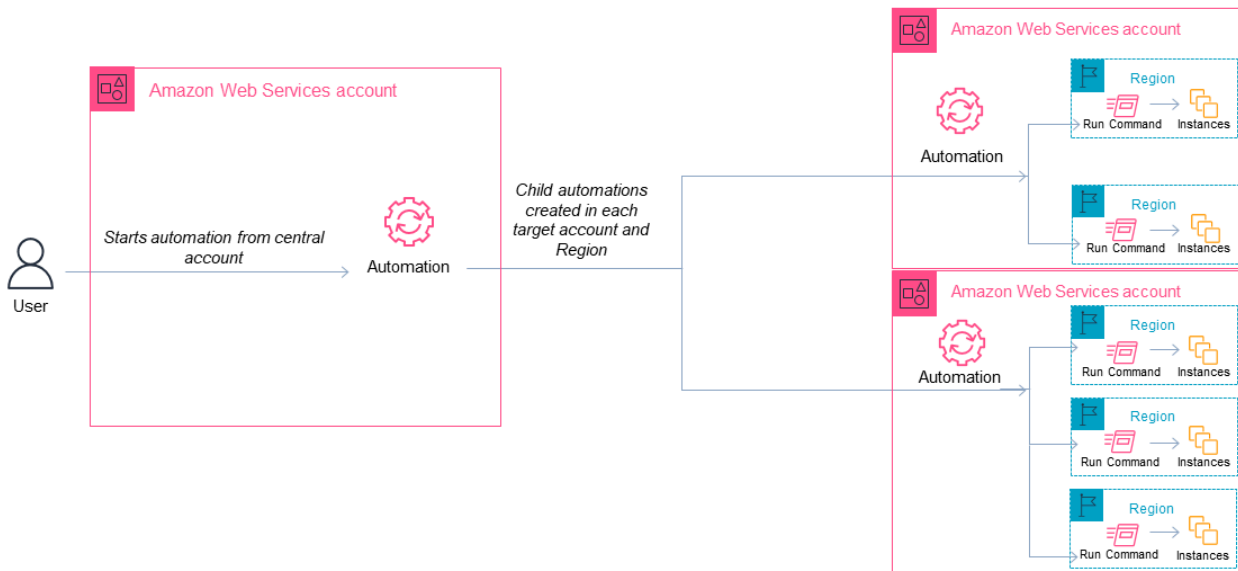 Amazon Web Services account
Starts automation from central
account
User
Automation
Child automations
created in each
target account and
Region
Amazon Web Services account
Automation
Region
Run Command
Instances
Region
Run Command
Instances
Amazon Web Services account
Automation
Region
Run Command
Instances
Region
Run Command
Instances
Region
Run Command
Instances